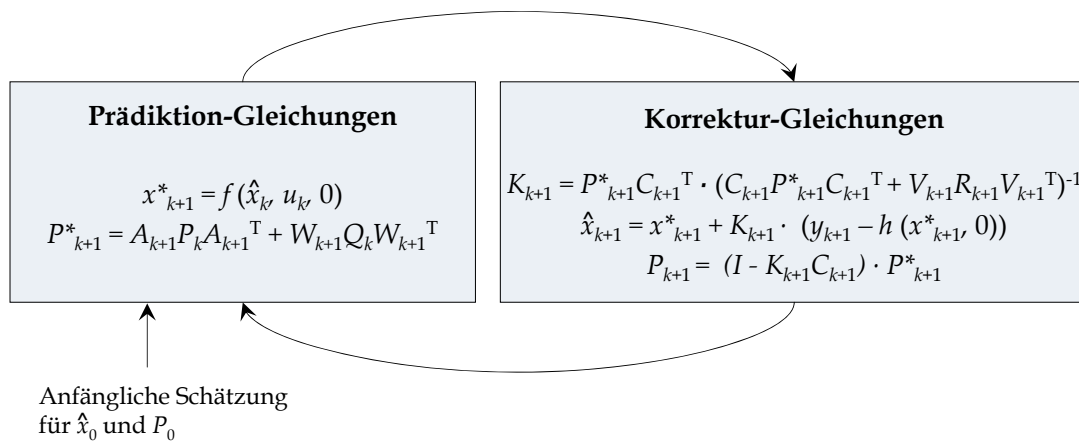 Prädiktion-Gleichungen
x*ₖ₊₁ = f (x̂ₖ, uₖ, 0)
P*ₖ₊₁ = Aₖ₊₁PₖAₖ₊₁ᵀ + Wₖ₊₁QₖWₖ₊₁ᵀ
Korrektur-Gleichungen
Kₖ₊₁ = P*ₖ₊₁Cₖ₊₁ᵀ · (Cₖ₊₁P*ₖ₊₁Cₖ₊₁ᵀ + Vₖ₊₁Rₖ₊₁Vₖ₊₁ᵀ)⁻¹
x̂ₖ₊₁ = x*ₖ₊₁ + Kₖ₊₁ · (yₖ₊₁ – h (x*ₖ₊₁, 0))
Pₖ₊₁ = (I - Kₖ₊₁Cₖ₊₁) · P*ₖ₊₁
Anfängliche Schätzung
für x̂₀ und P₀